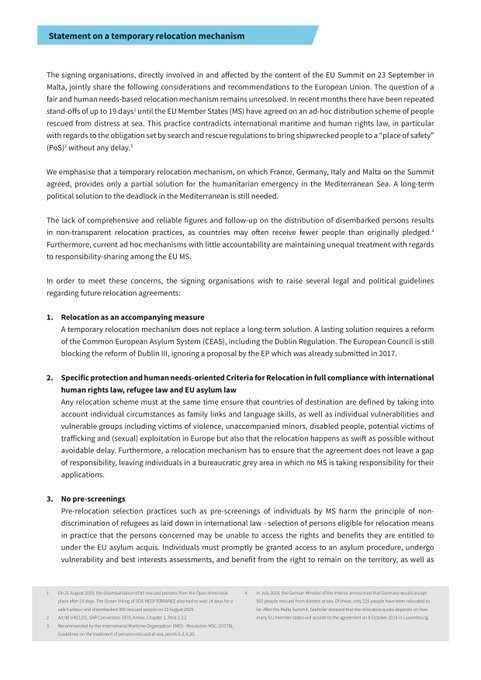 Statement on a temporary relocation mechanism
The signing organisations, directly involved in and affected by the content of the EU Summit on 23 September in
Malta, jointly share the following considerations and recommendations to the European Union. The question of a
fair and human needs-based relocation mechanism remains unresolved. In recent months there have been repeated
stand-offs of up to 19 days¹ until the EU Member States (MS) have agreed on an ad-hoc distribution scheme of people
rescued from distress at sea. This practice contradicts international maritime and human rights law, in particular
with regards to the obligation set by search and rescue regulations to bring shipwrecked people to a “place of safety”
(PoS)² without any delay.³
We emphasise that a temporary relocation mechanism, on which France, Germany, Italy and Malta on the Summit
agreed, provides only a partial solution for the humanitarian emergency in the Mediterranean Sea. A long-term
political solution to the deadlock in the Mediterranean is still needed.
The lack of comprehensive and reliable figures and follow-up on the distribution of disembarked persons results
in non-transparent relocation practices, as countries may often receive fewer people than originally pledged.⁴
Furthermore, current ad hoc mechanisms with little accountability are maintaining unequal treatment with regards
to responsibility-sharing among the EU MS.
In order to meet these concerns, the signing organisations wish to raise several legal and political guidelines
regarding future relocation agreements:
1. Relocation as an accompanying measure
A temporary relocation mechanism does not replace a long-term solution. A lasting solution requires a reform
of the Common European Asylum System (CEAS), including the Dublin Regulation. The European Council is still
blocking the reform of Dublin III, ignoring a proposal by the EP which was already submitted in 2017.
2. Specific protection and human needs-oriented Criteria for Relocation in full compliance with international
human rights law, refugee law and EU asylum law
Any relocation scheme must at the same time ensure that countries of destination are defined by taking into
account individual circumstances as family links and language skills, as well as individual vulnerabilities and
vulnerable groups including victims of violence, unaccompanied minors, disabled people, potential victims of
trafficking and (sexual) exploitation in Europe but also that the relocation happens as swift as possible without
avoidable delay. Furthermore, a relocation mechanism has to ensure that the agreement does not leave a gap
of responsibility, leaving individuals in a bureaucratic grey area in which no MS is taking responsibility for their
applications.
3. No pre-screenings
Pre-relocation selection practices such as pre-screenings of individuals by MS harm the principle of non-
discrimination of refugees as laid down in international law - selection of persons eligible for relocation means
in practice that the persons concerned may be unable to access the rights and benefits they are entitled to
under the EU asylum acquis. Individuals must promptly be granted access to an asylum procedure, undergo
vulnerability and best interests assessments, and benefit from the right to remain on the territory, as well as
1 On 21 August 2019, the disembarkation of 83 rescued persons from the Open Arms took
place after 19 days. The Ocean Viking of SOS MEDITERRANEE also had to wait 14 days for a
safe harbour and disembarked 300 rescued people on 23 August 2019.
2 Art.98 UNCLOS, SAR Convention 1979, Annex, Chapter 1, Para 1.3.2
3 Recommended by the International Maritime Organization (IMO) - Resolution MSC.167(78),
Guidelines on the treatment of persons rescued at sea, points 6.3, 6.20
4 In July 2018, the German Minister of the Interior announced that Germany would accept
565 people rescued from distress at sea. Of these, only 225 people have been relocated so
far. After the Malta Summit, Seehofer stressed that the relocation quota depends on how
many EU member states will accede to the agreement on 8 October 2019 in Luxembourg.